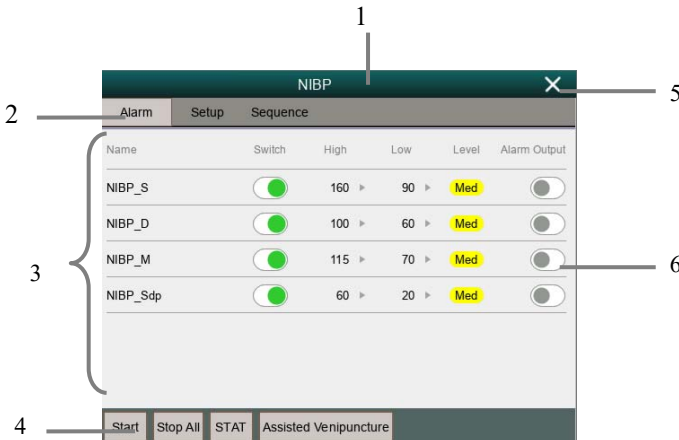 1
NIBP
5
2
Alarm Setup Sequence
Name Switch High Low Level Alarm Output
NIBP_S 160 90 Med
NIBP_D 100 60 Med
NIBP_M 115 70 Med
6
3
NIBP_Sdp 60 20 Med
4
Start Stop All STAT Assisted Venipuncture